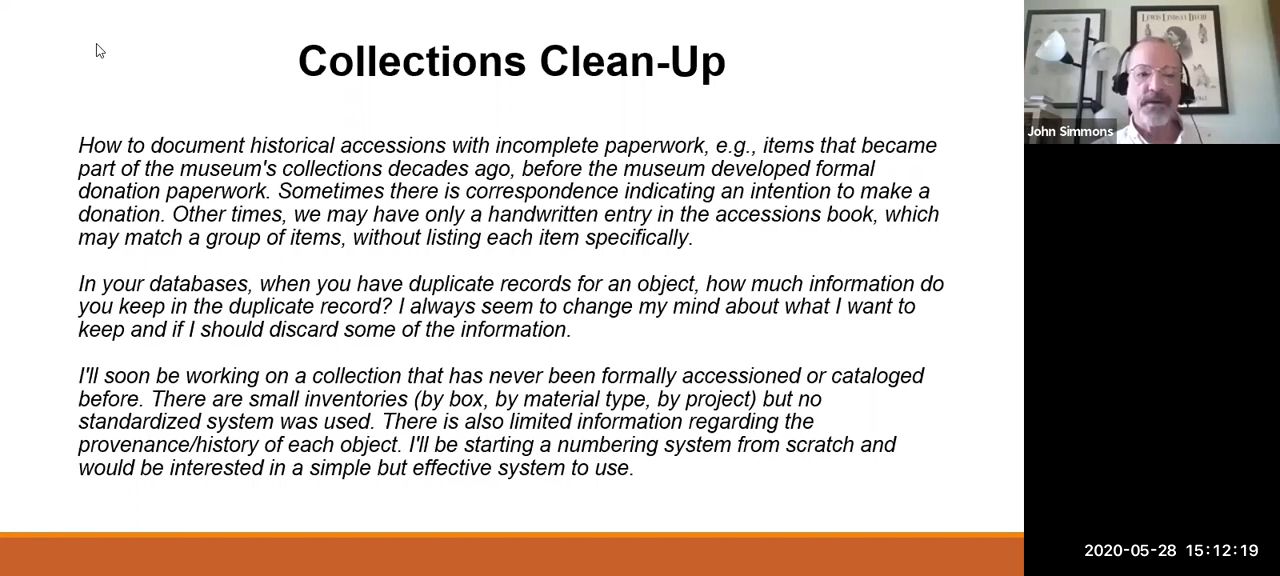 Collections Clean-Up
How to document historical accessions with incomplete paperwork, e.g., items that became
part of the museum's collections decades ago, before the museum developed formal
donation paperwork. Sometimes there is correspondence indicating an intention to make a
donation. Other times, we may have only a handwritten entry in the accessions book, which
may match a group of items, without listing each item specifically.
In your databases, when you have duplicate records for an object, how much information do
you keep in the duplicate record? I always seem to change my mind about what I want to
keep and if I should discard some of the information.
I'll soon be working on a collection that has never been formally accessioned or cataloged
before. There are small inventories (by box, by material type, by project) but no
standardized system was used. There is also limited information regarding the
provenance/history of each object. I'll be starting a numbering system from scratch and
would be interested in a simple but effective system to use.
John Simmons
2020-05-28 15:12:19